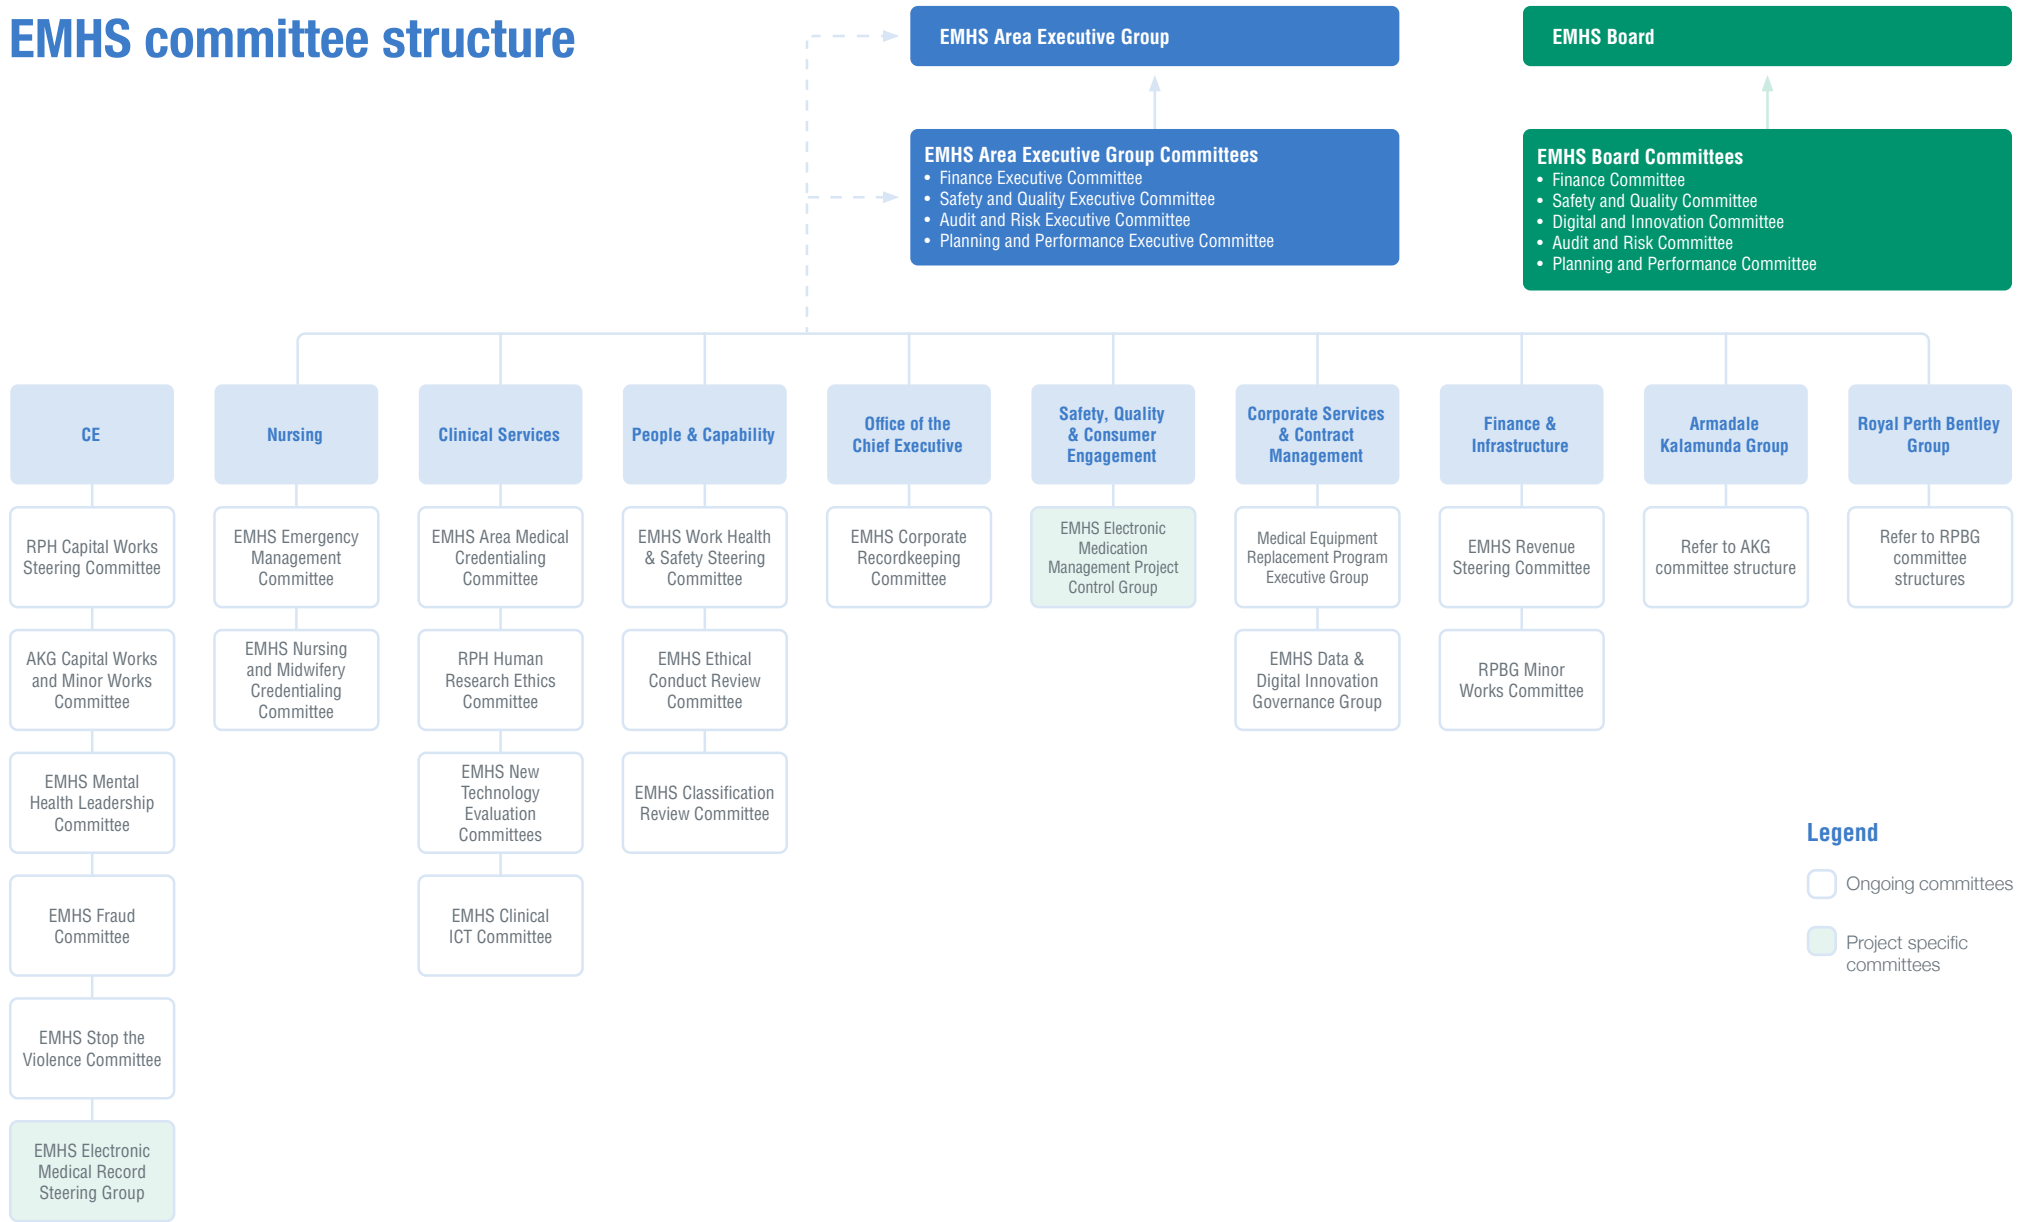 EMHS committee structure
EMHS Area Executive Group
EMHS Board
EMHS Area Executive Group Committees
• Finance Executive Committee
• Safety and Quality Executive Committee
• Audit and Risk Executive Committee
• Planning and Performance Executive Committee
EMHS Board Committees
• Finance Committee
• Safety and Quality Committee
• Digital and Innovation Committee
• Audit and Risk Committee
• Planning and Performance Committee
CE
RPH Capital Works
Steering Committee
AKG Capital Works
and Minor Works
Committee
EMHS Mental
Health Leadership
Committee
EMHS Fraud
Committee
EMHS Stop the
Violence Committee
EMHS Electronic
Medical Record
Steering Group
Nursing
EMHS Emergency
Management
Committee
EMHS Nursing
and Midwifery
Credentialing
Committee
Clinical Services
EMHS Area Medical
Credentialing
Committee
RPH Human
Research Ethics
Committee
EMHS New
Technology
Evaluation
Committees
EMHS Clinical
ICT Committee
People & Capability
EMHS Work Health
& Safety Steering
Committee
EMHS Ethical
Conduct Review
Committee
EMHS Classification
Review Committee
Office of the
Chief Executive
EMHS Corporate
Recordkeeping
Committee
Safety, Quality
& Consumer
Engagement
EMHS Electronic
Medication
Management Project
Control Group
Corporate Services
& Contract
Management
Medical Equipment
Replacement Program
Executive Group
EMHS Data &
Digital Innovation
Governance Group
Finance &
Infrastructure
EMHS Revenue
Steering Committee
RPBG Minor
Works Committee
Armadale
Kalamunda Group
Refer to AKG
committee structure
Royal Perth Bentley
Group
Refer to RPBG
committee
structures
Legend
Ongoing committees
Project specific
committees